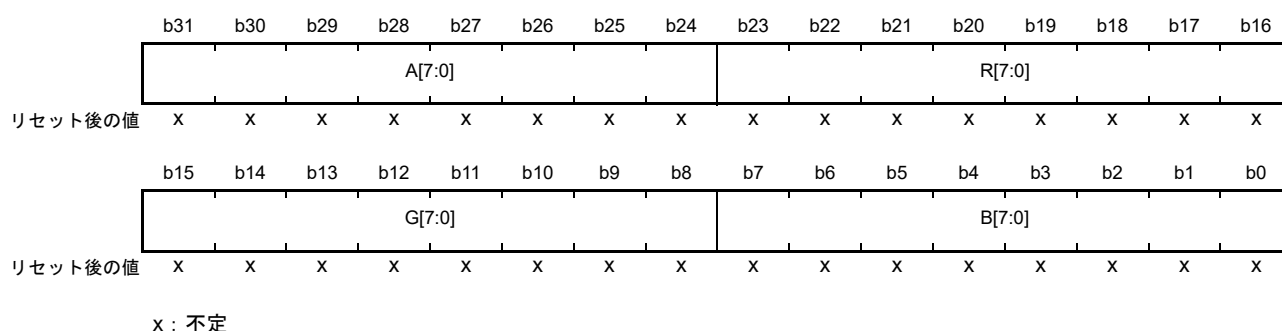 b31 b30 b29 b28 b27 b26 b25 b24 b23 b22 b21 b20 b19 b18 b17 b16
A[7:0] R[7:0]
リセット後の値 x x x x x x x x x x x x x x x x
b15 b14 b13 b12 b11 b10 b9 b8 b7 b6 b5 b4 b3 b2 b1 b0
G[7:0] B[7:0]
リセット後の値 x x x x x x x x x x x x x x x x
x：不定